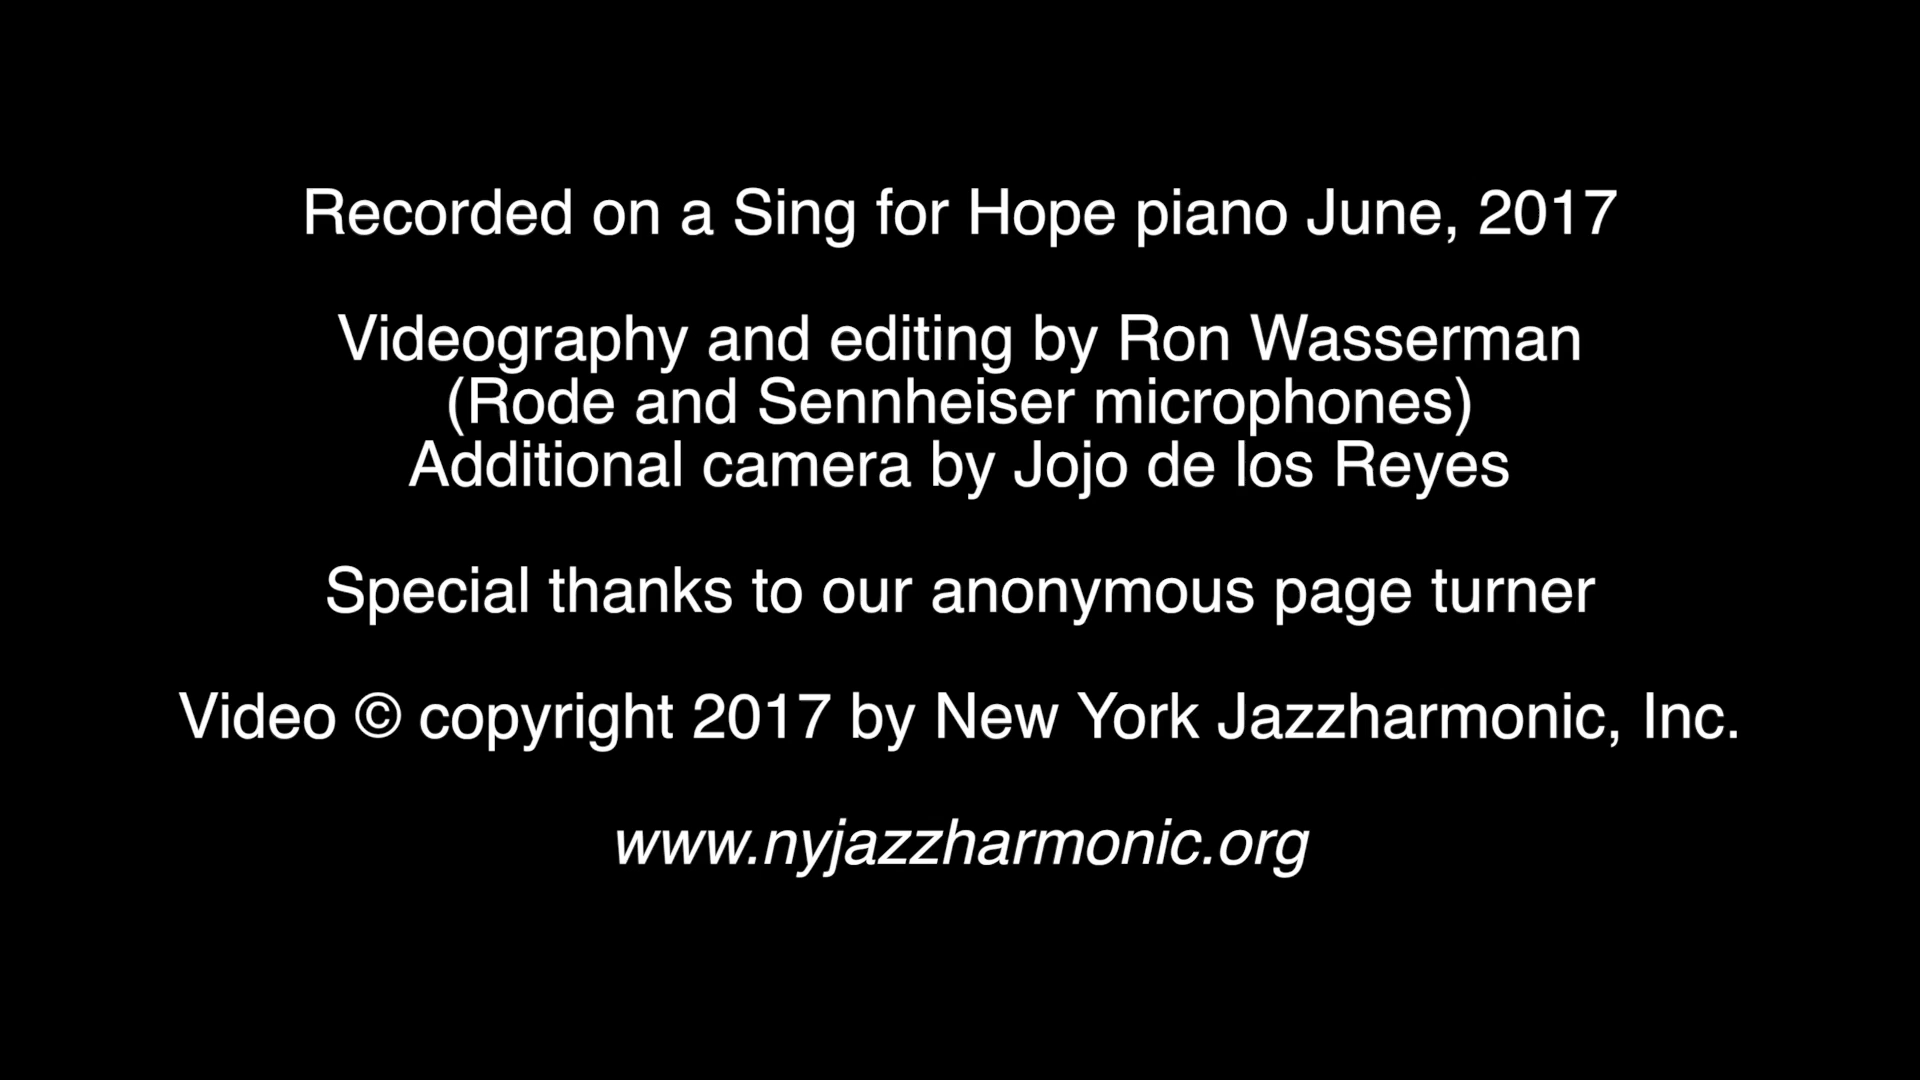 Recorded on a Sing for Hope piano June, 2017
Videography and editing by Ron Wasserman
(Rode and Sennheiser microphones)
Additional camera by Jojo de los Reyes
Special thanks to our anonymous page turner
Video © copyright 2017 by New York Jazzharmonic, Inc.
www.nyjazzharmonic.org